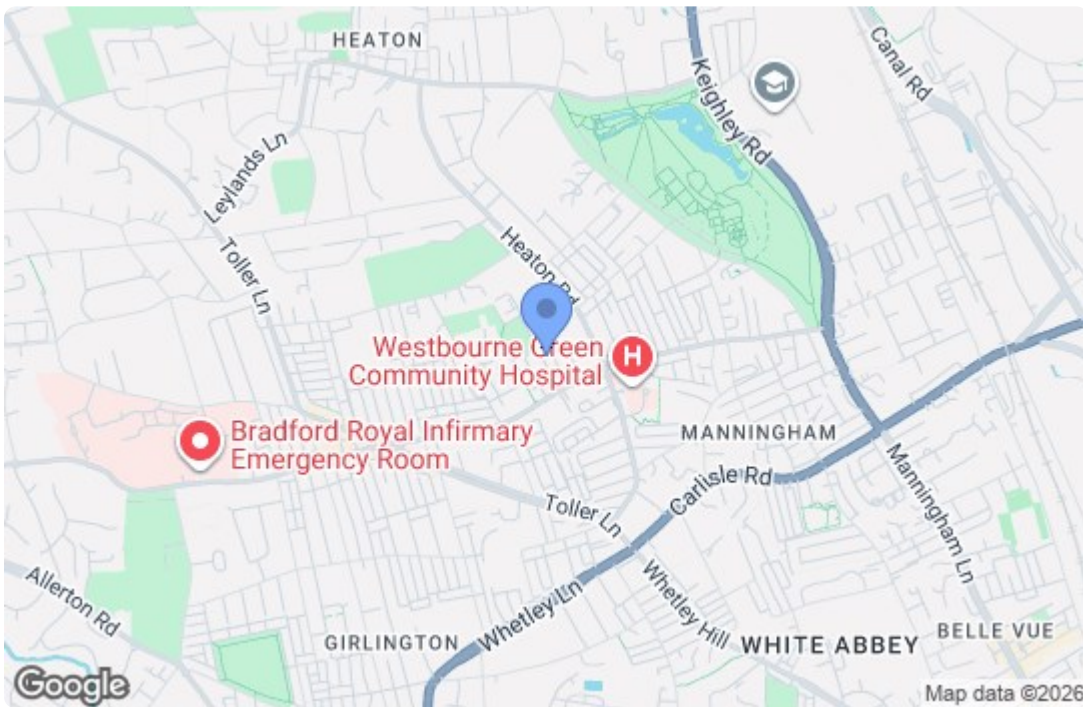 HEATON
Keighley Rd
Canal Rd
Leylands Ln
Toller Ln
Heaton Rd
Westbourne Green
Community Hospital
H
Bradford Royal Infirmary
Emergency Room
MANNINGHAM
Carlisle Rd
Toller Ln
Manningham Ln
Allerton Rd
Whetley Ln
Whetley Hill
GIRLINGTON
WHITE ABBEY
BELLE VUE
Google
Map data ©2026